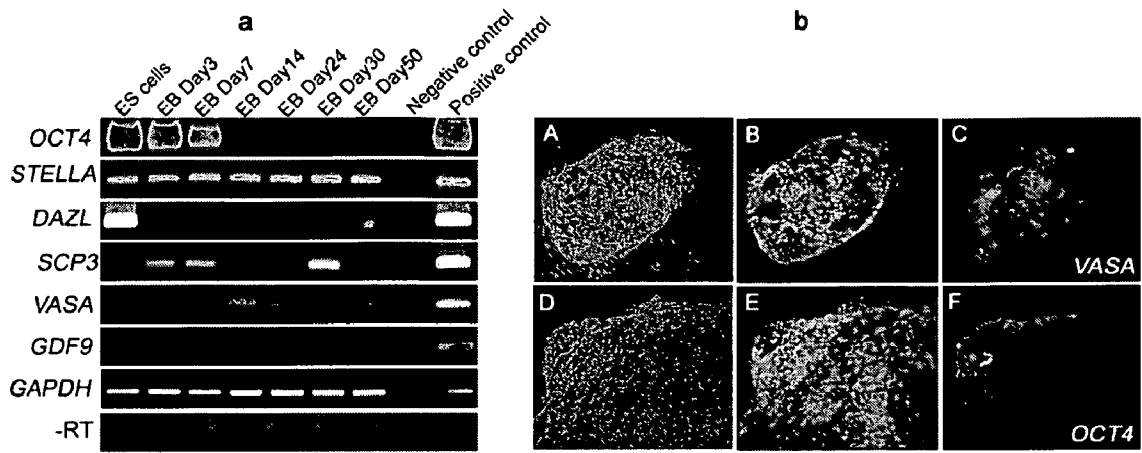 a
b
ES cells
EB Day3
EB Day7
EB Day14
EB Day24
EB Day30
EB Day50
Negative control
Positive control
OCT4
STELLA
DAZL
SCP3
VASA
GDF9
GAPDH
-RT
A
B
C
VASA
D
E
F
OCT4